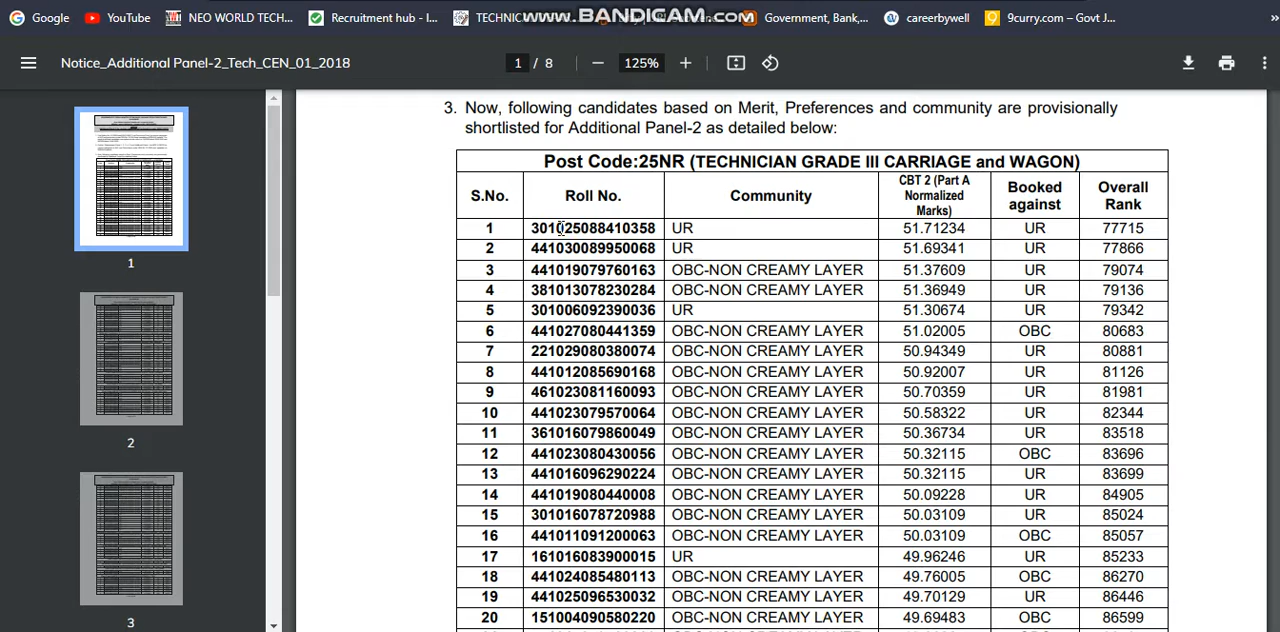 www.BANDICAM.com
Google YouTube NEO WORLD TECH... Recruitment hub - I... Government, Bank,... careerbywell 9curry.com – Govt J... »
Notice_Additional Panel-2_Tech_CEN_01_2018 1 / 8 125%
3. Now, following candidates based on Merit, Preferences and community are provisionally
shortlisted for Additional Panel-2 as detailed below:
Post Code:25NR (TECHNICIAN GRADE III CARRIAGE and WAGON)
S.No. Roll No. Community CBT 2 (Part A Normalized Marks) Booked against Overall Rank
1 301025088410358 UR 51.71234 UR 77715
2 441030089950068 UR 51.69341 UR 77866
3 441019079760163 OBC-NON CREAMY LAYER 51.37609 UR 79074
4 381013078230284 OBC-NON CREAMY LAYER 51.36949 UR 79136
5 301006092390036 UR 51.30674 UR 79342
6 441027080441359 OBC-NON CREAMY LAYER 51.02005 OBC 80683
7 221029080380074 OBC-NON CREAMY LAYER 50.94349 UR 80881
8 441012085690168 OBC-NON CREAMY LAYER 50.92007 UR 81126
9 461023081160093 OBC-NON CREAMY LAYER 50.70359 UR 81981
10 441023079570064 OBC-NON CREAMY LAYER 50.58322 UR 82344
11 361016079860049 OBC-NON CREAMY LAYER 50.36734 UR 83518
12 441023080430056 OBC-NON CREAMY LAYER 50.32115 OBC 83696
13 441016096290224 OBC-NON CREAMY LAYER 50.32115 UR 83699
14 441019080440008 OBC-NON CREAMY LAYER 50.09228 UR 84905
15 301016078720988 OBC-NON CREAMY LAYER 50.03109 UR 85024
16 441011091200063 OBC-NON CREAMY LAYER 50.03109 OBC 85057
17 161016083900015 UR 49.96246 UR 85233
18 441024085480113 OBC-NON CREAMY LAYER 49.76005 OBC 86270
19 441025096530032 OBC-NON CREAMY LAYER 49.70129 UR 86446
20 151004090580220 OBC-NON CREAMY LAYER 49.69483 OBC 86599
1
2
3